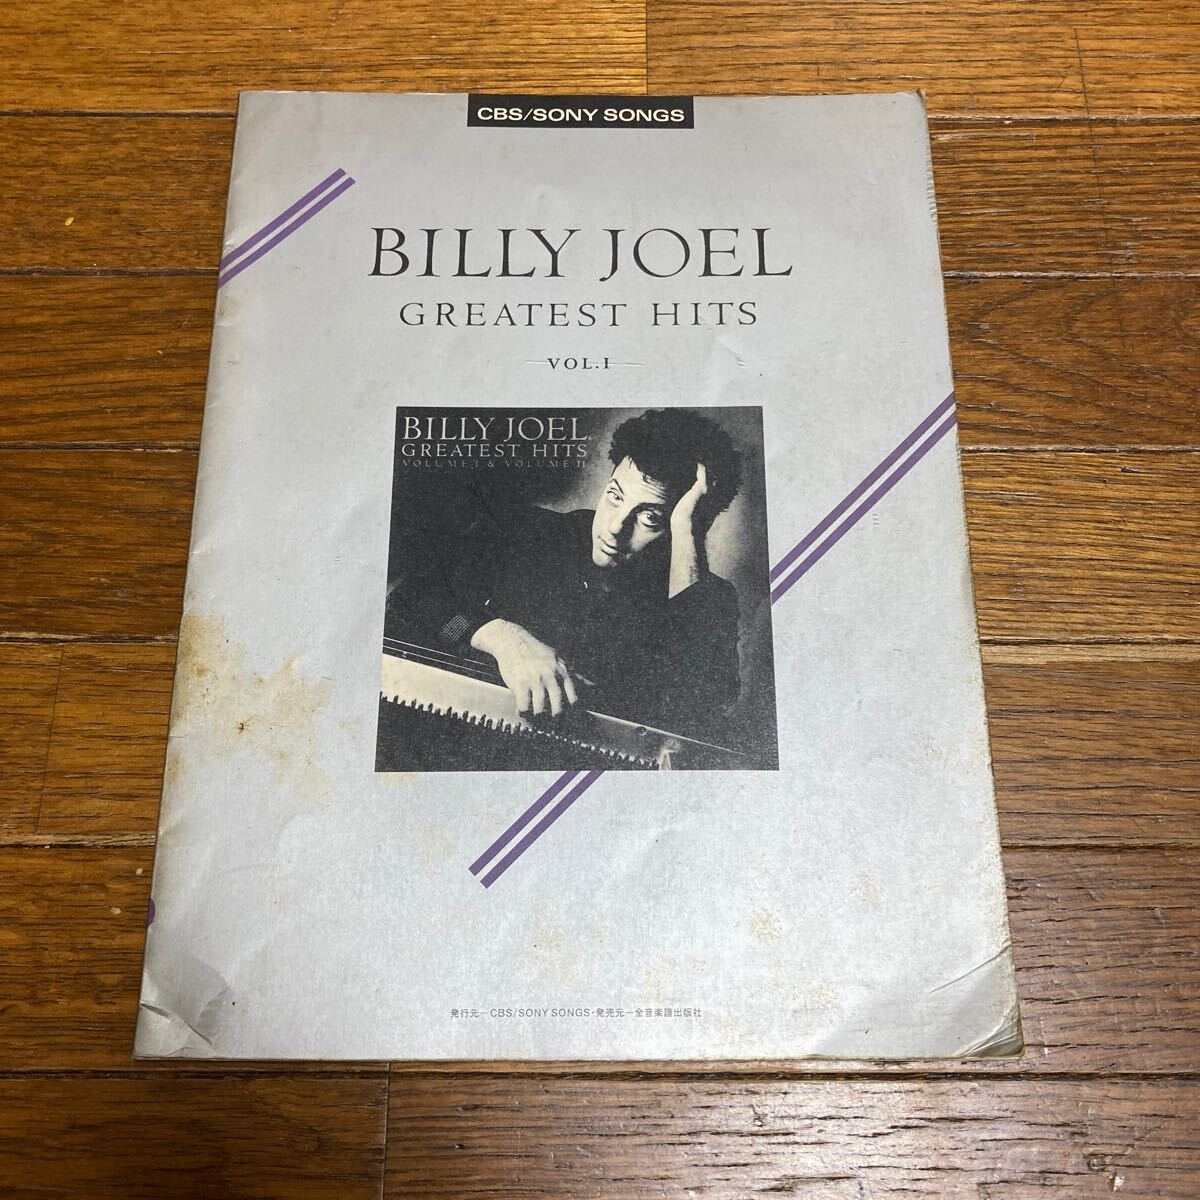 CBS/SONY SONGS
BILLY JOEL
GREATEST HITS
VOL.I
BILLY JOEL
GREATEST HITS
VOLUME I & VOLUME II
発行元—CBS/SONY SONGS・発売元—全音楽譜出版社